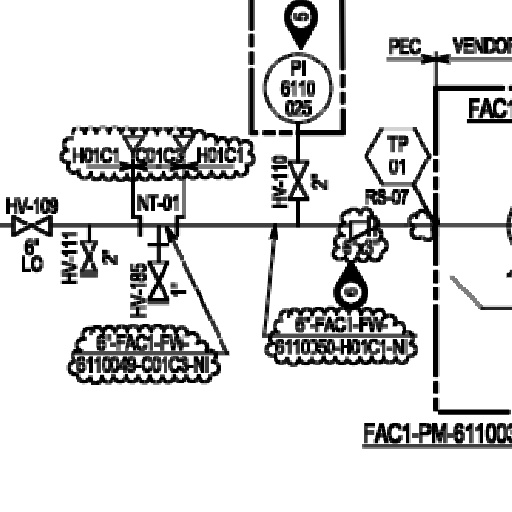 5
PEC
VENDOR
PI
6110
025
FAC1
TP
01
H01C1
C01C3
H01C1
HV-110
2"
RS-07
NT-01
HV-109
6"
LO
HV-111
2"
HV-185
1"
6
6"-FAC1-FW-
6110049-C01C3-NI
6"-FAC1-FW-
6110050-H01C1-NI
FAC1-PM-611003